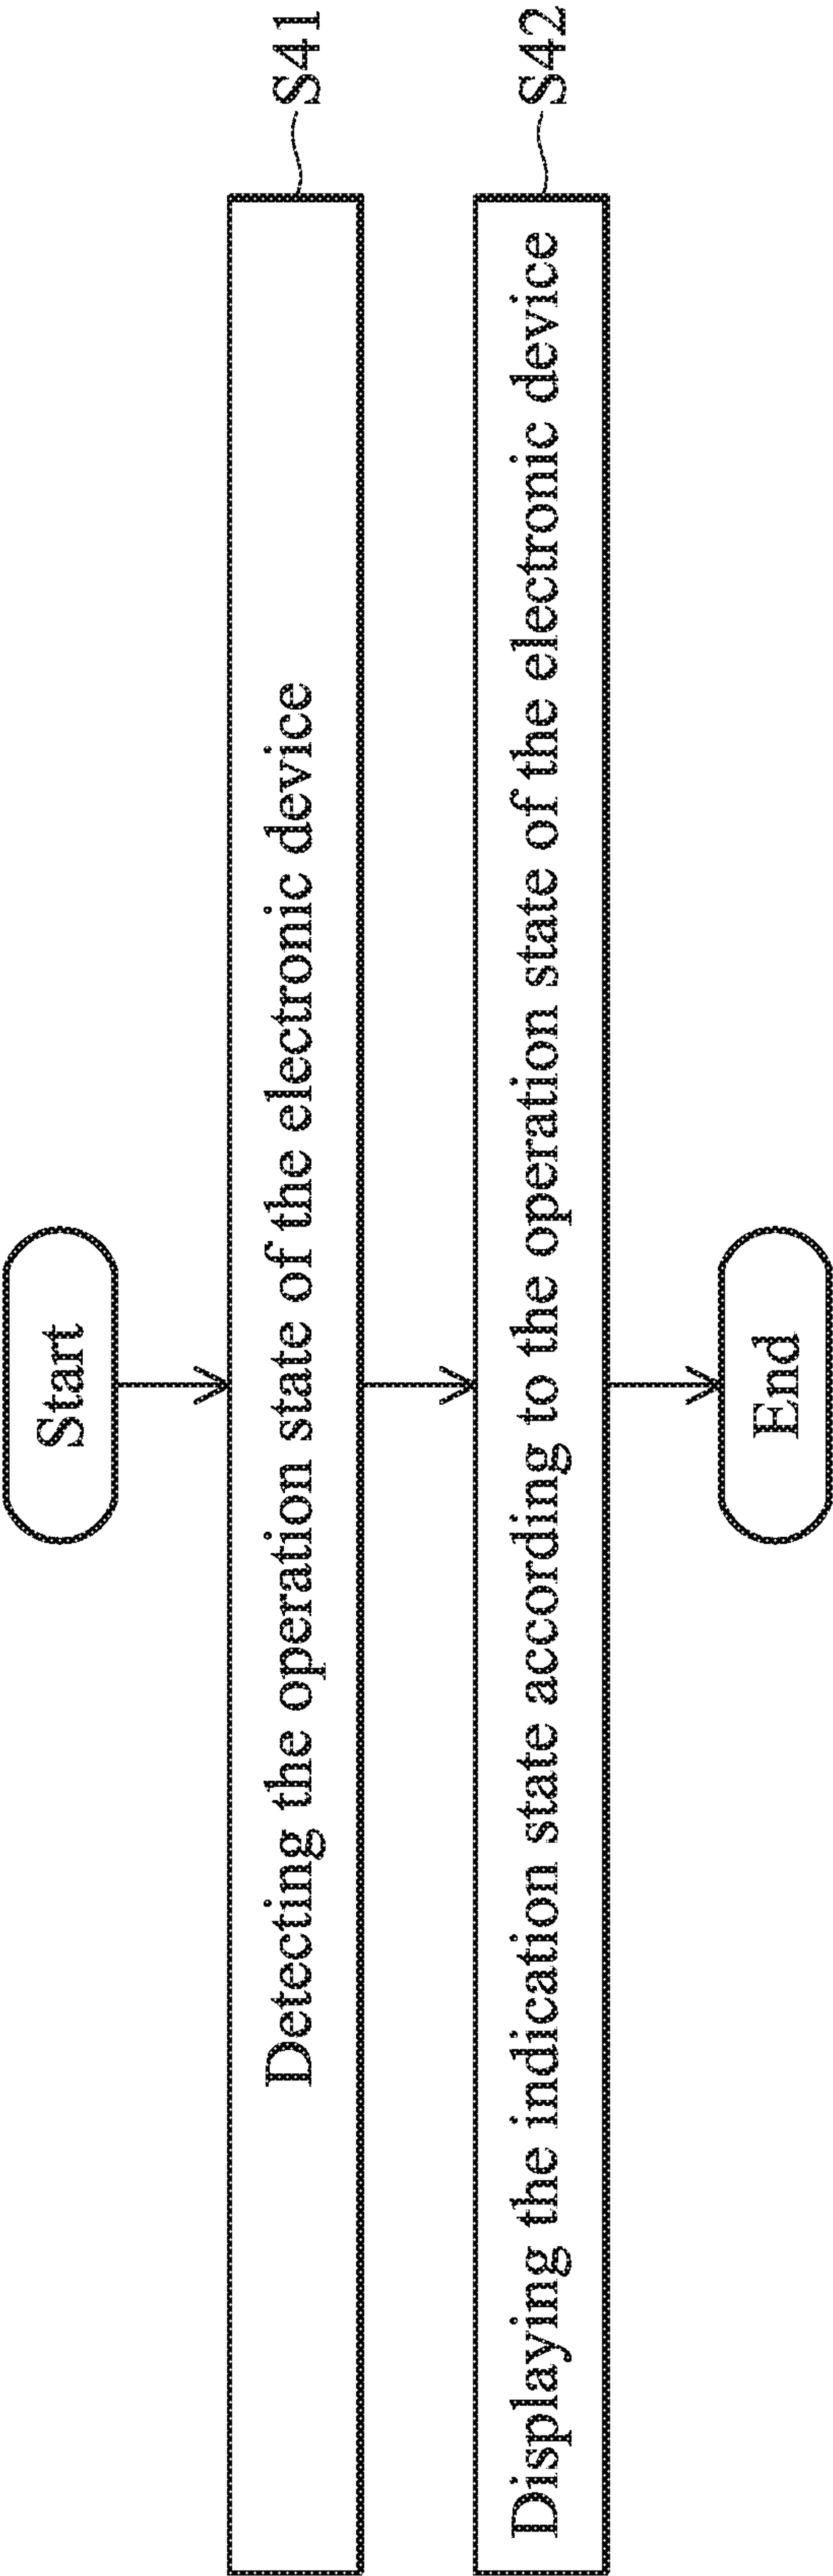 Start
Detecting the operation state of the electronic device
S41
Displaying the indication state according to the operation state of the electronic device
S42
End